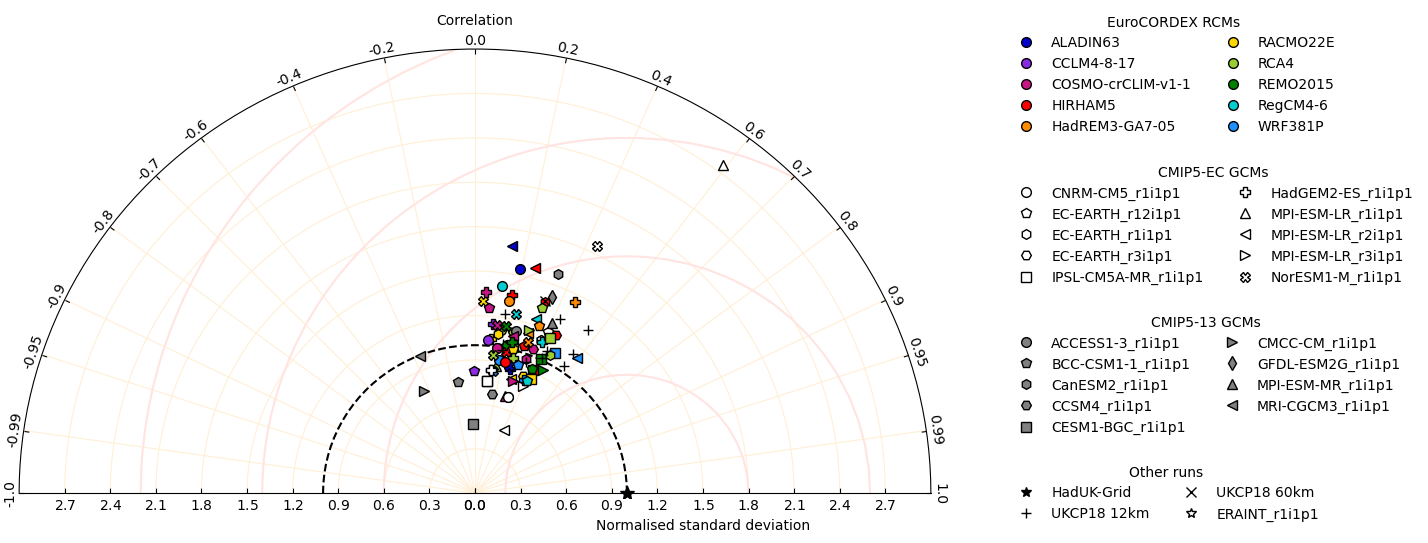 Correlation
-1.0
-0.99
-0.95
-0.9
-0.8
-0.7
-0.6
-0.4
-0.2
0.0
0.2
0.4
0.6
0.7
0.8
0.9
0.95
0.99
1.0
2.7 2.4 2.1 1.8 1.5 1.2 0.9 0.6 0.3 0.0 0.3 0.6 0.9 1.2 1.5 1.8 2.1 2.4 2.7
Normalised standard deviation
EuroCORDEX RCMs
ALADIN63 RACMO22E
CCLM4-8-17 RCA4
COSMO-crCLIM-v1-1 REMO2015
HIRHAM5 RegCM4-6
HadREM3-GA7-05 WRF381P
CMIP5-EC GCMs
CNRM-CM5_r1i1p1 HadGEM2-ES_r1i1p1
EC-EARTH_r12i1p1 MPI-ESM-LR_r1i1p1
EC-EARTH_r1i1p1 MPI-ESM-LR_r2i1p1
EC-EARTH_r3i1p1 MPI-ESM-LR_r3i1p1
IPSL-CM5A-MR_r1i1p1 NorESM1-M_r1i1p1
CMIP5-13 GCMs
ACCESS1-3_r1i1p1 CMCC-CM_r1i1p1
BCC-CSM1-1_r1i1p1 GFDL-ESM2G_r1i1p1
CanESM2_r1i1p1 MPI-ESM-MR_r1i1p1
CCSM4_r1i1p1 MRI-CGCM3_r1i1p1
CESM1-BGC_r1i1p1
Other runs
HadUK-Grid UKCP18 60km
UKCP18 12km ERAINT_r1i1p1